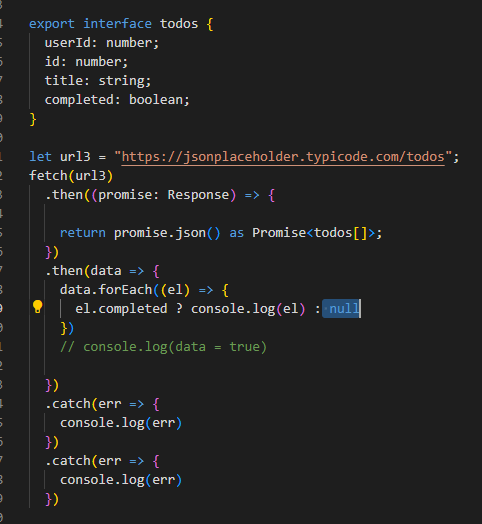 export interface todos {
userId: number;
id: number;
title: string;
completed: boolean;
}
let url3 = "https://jsonplaceholder.typicode.com/todos";
fetch(url3)
.then((promise: Response) => {
return promise.json() as Promise<todos[]>;
})
.then(data => {
data.forEach((el) => {
el.completed ? console.log(el) : null
})
// console.log(data = true)
})
.catch(err => {
console.log(err)
})
.catch(err => {
console.log(err)
})